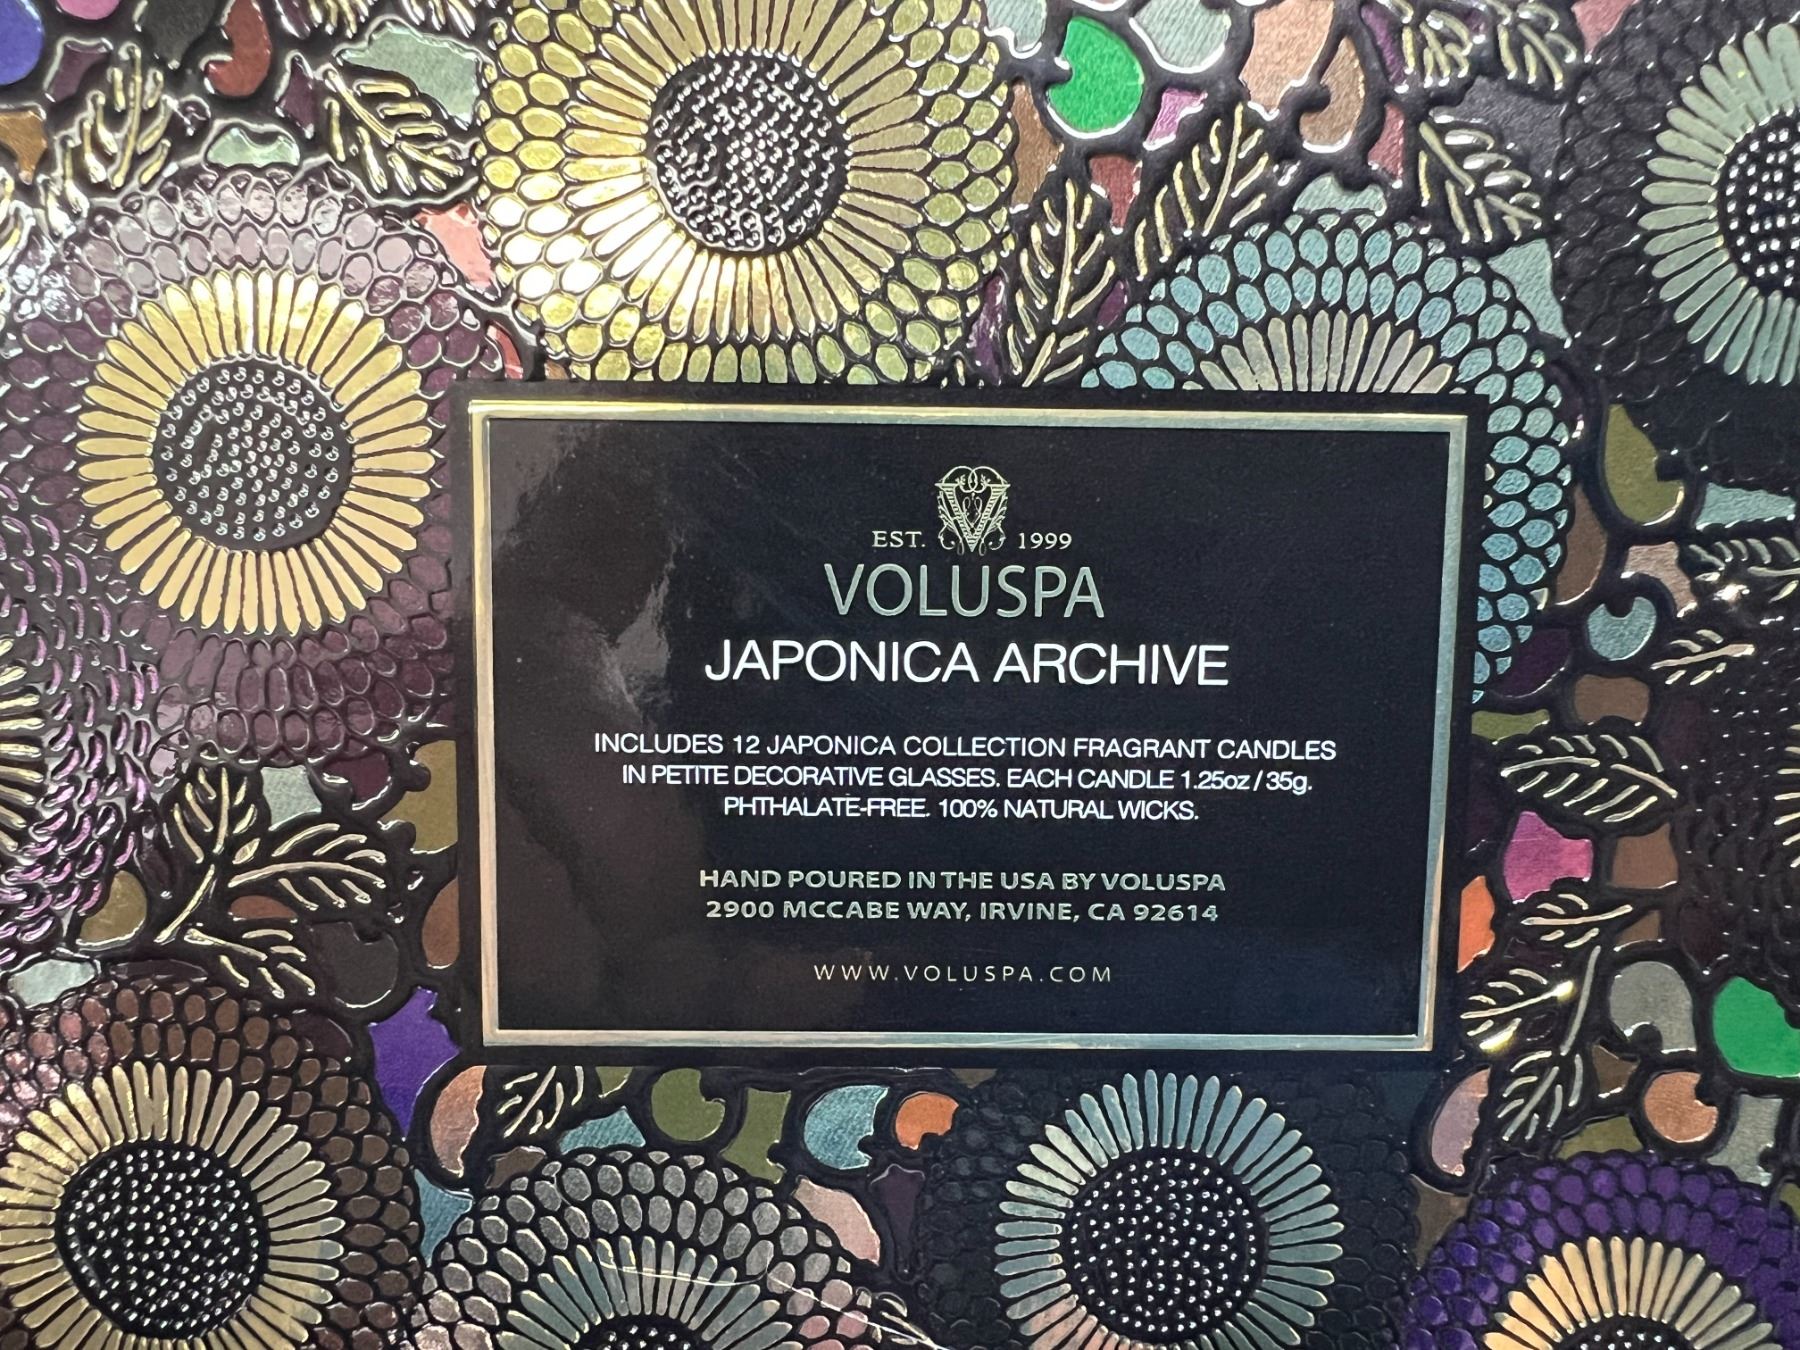 EST. 1999
VOLUSPA
JAPONICA ARCHIVE
INCLUDES 12 JAPONICA COLLECTION FRAGRANT CANDLES
IN PETITE DECORATIVE GLASSES. EACH CANDLE 1.25oz / 35g.
PHTHALATE-FREE. 100% NATURAL WICKS.
HAND POURED IN THE USA BY VOLUSPA
2900 MCCABE WAY, IRVINE, CA 92614
WWW.VOLUSPA.COM